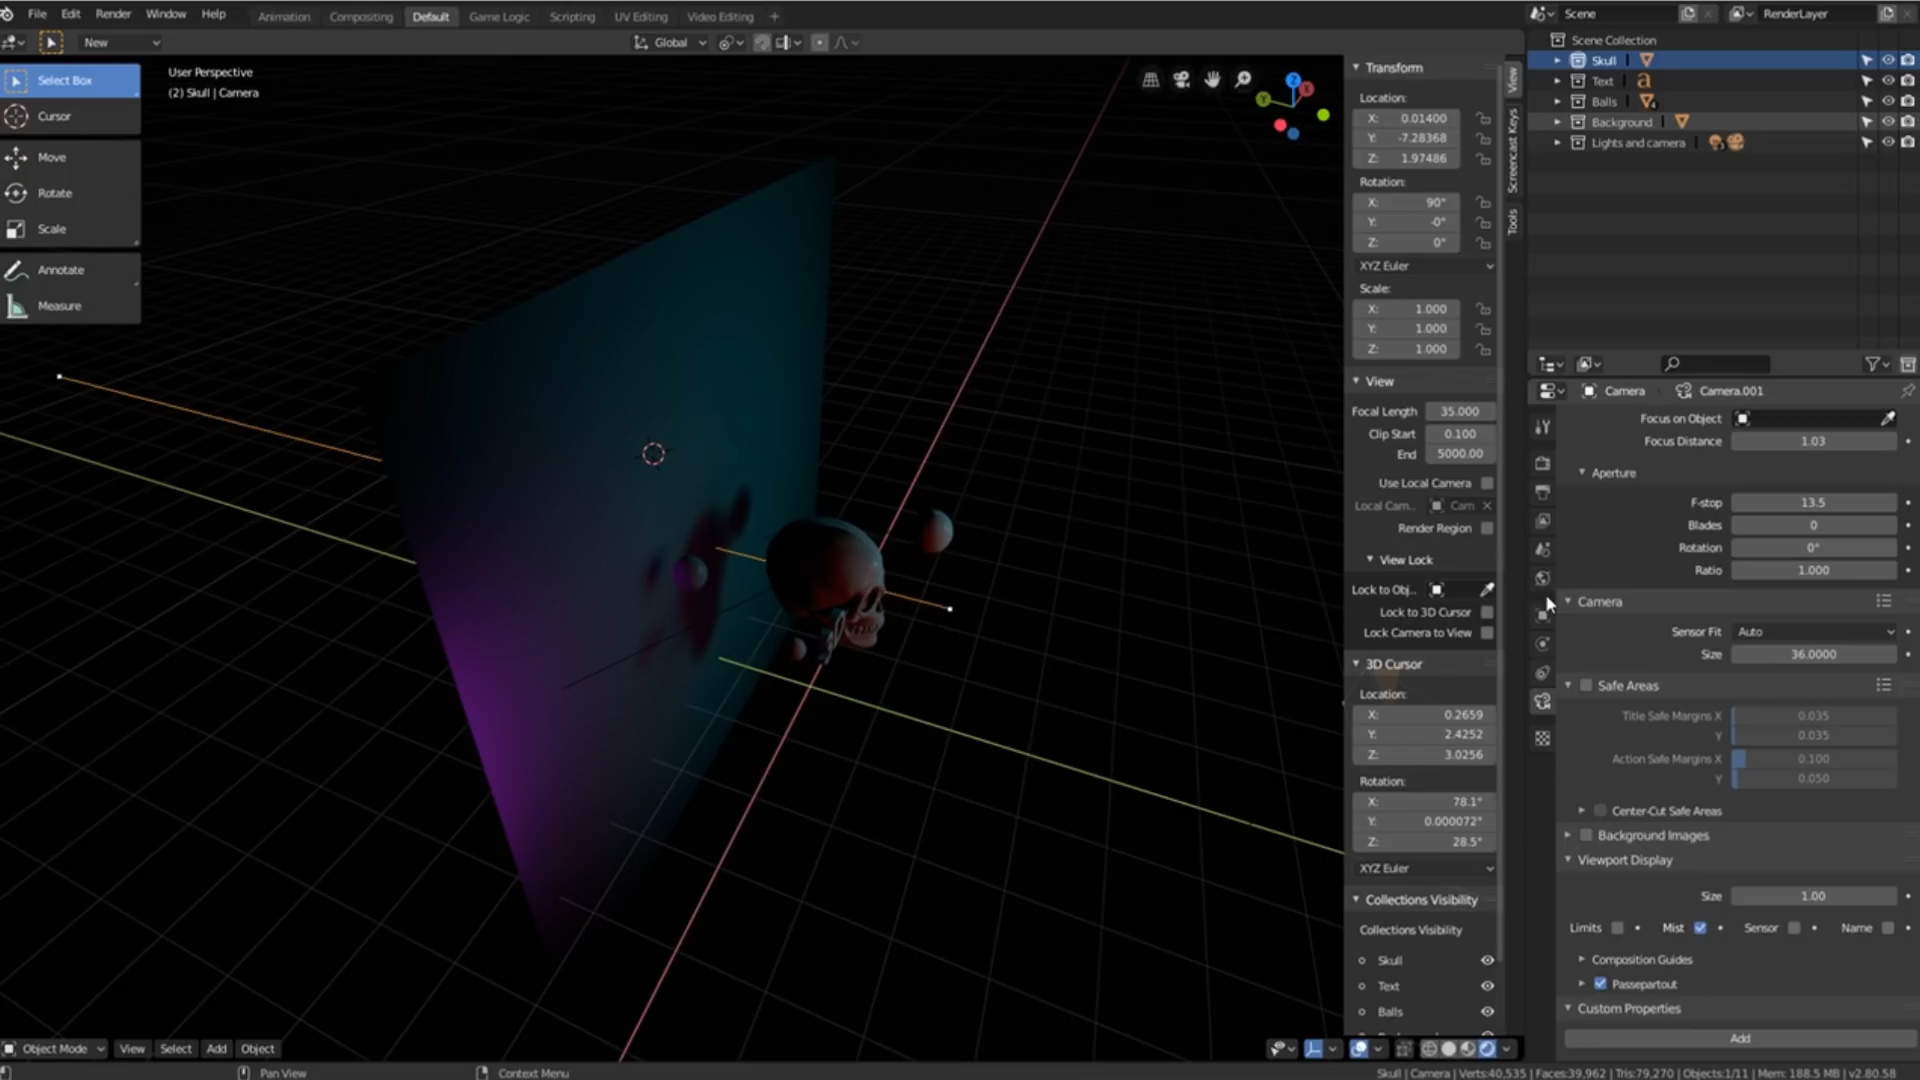 File Edit Render Window Help
Animation Compositing Default Game Logic Scripting UV Editing Video Editing +
Scene
RenderLayer
New
Global
Select Box
Cursor
Move
Rotate
Scale
Annotate
Measure
User Perspective
(2) Skull | Camera
Transform
Location:
X: 0.01400
Y: -7.28368
Z: 1.97486
Rotation:
X: 90°
Y: -0°
Z: 0°
XYZ Euler
Scale:
X: 1.000
Y: 1.000
Z: 1.000
View
Focal Length 35.000
Clip Start 0.100
End 5000.00
Use Local Camera
Local Cam.. Cam
Render Region
View Lock
Lock to Obj..
Lock to 3D Cursor
Lock Camera to View
3D Cursor
Location:
X: 0.2659
Y: 2.4252
Z: 3.0256
Rotation:
X: 78.1°
Y: 0.000072°
Z: 28.5°
XYZ Euler
Collections Visibility
Collections Visibility
Skull
Text
Balls
View
Screencast Keys
Tools
Scene Collection
Skull
Text
Balls
Background
Lights and camera
Camera
Camera.001
Focus on Object
Focus Distance 1.03
Aperture
F-stop 13.5
Blades 0
Rotation 0°
Ratio 1.000
Camera
Sensor Fit Auto
Size 36.0000
Safe Areas
Title Safe Margins X 0.035
Y 0.035
Action Safe Margins X 0.100
Y 0.050
Center-Cut Safe Areas
Background Images
Viewport Display
Size 1.00
Limits Mist Sensor Name
Composition Guides
Passepartout
Custom Properties
Add
Object Mode View Select Add Object
Pan View
Context Menu
Skull | Camera | Verts:40,535 | Faces:39,962 | Tris:79,270 | Objects:1/11 | Mem: 188.5 MB | v2.80.58